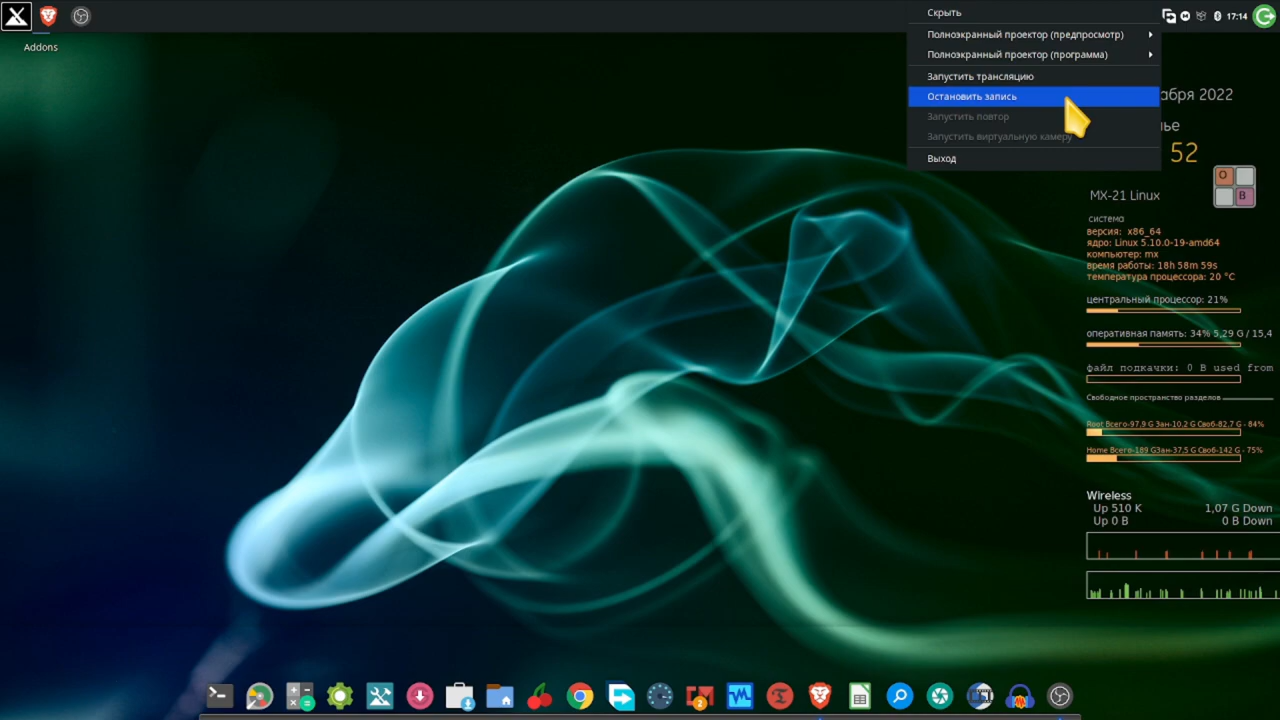 17:14
Addons
Скрыть
Полноэкранный проектор (предпросмотр)
Полноэкранный проектор (программа)
Запустить трансляцию
Остановить запись
Запустить повтор
Запустить виртуальную камеру
Выход
абря 2022
ье
52
O
B
MX-21 Linux
система
версия: x86_64
ядро: Linux 5.10.0-19-amd64
компьютер: mx
время работы: 18h 58m 59s
температура процессора: 20 °C
центральный процессор: 21%
оперативная память: 34% 5,29 G / 15,4
файл подкачки: 0 B used from
Свободное пространство разделов
Root Всего-97,9 G Зан-10,2 G Своб-82,7 G - 84%
Home Всего-189 GЗан-37,5 G Своб-142 G - 75%
Wireless
Up 510 K 1,07 G Down
Up 0 B 0 B Down
2